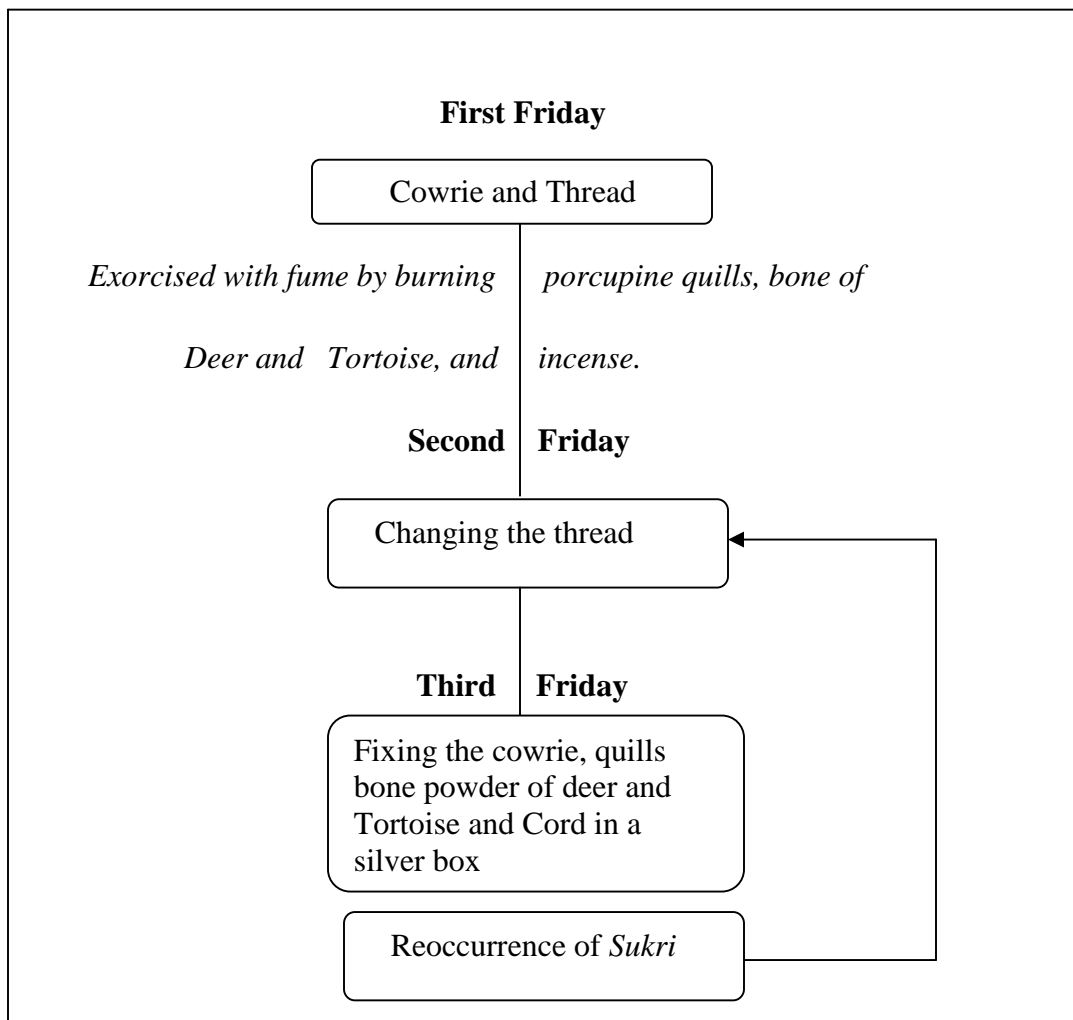 First Friday
Cowrie and Thread
Exorcised with fume by burning porcupine quills, bone of
Deer and Tortoise, and incense.
Second Friday
Changing the thread
Third Friday
Fixing the cowrie, quills
bone powder of deer and
Tortoise and Cord in a
silver box
Reoccurrence of Sukri